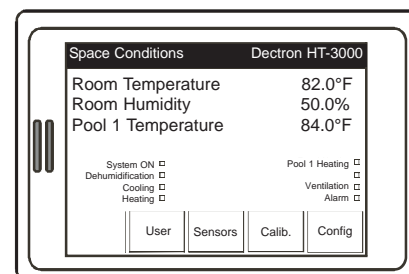 Space Conditions Dectron HT-3000
Room Temperature 82.0°F
Room Humidity 50.0%
Pool 1 Temperature 84.0°F
System ON Pool 1 Heating
Dehumidification
Cooling Ventilation
Heating Alarm
User Sensors Calib. Config